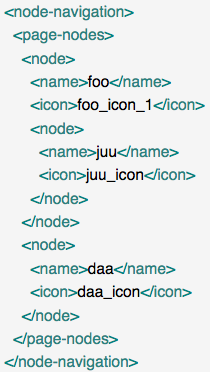 <node-navigation>
<page-nodes>
<node>
<name>foo</name>
<icon>foo_icon_1</icon>
<node>
<name>juu</name>
<icon>juu_icon</icon>
</node>
</node>
<node>
<name>daa</name>
<icon>daa_icon</icon>
</node>
</page-nodes>
</node-navigation>